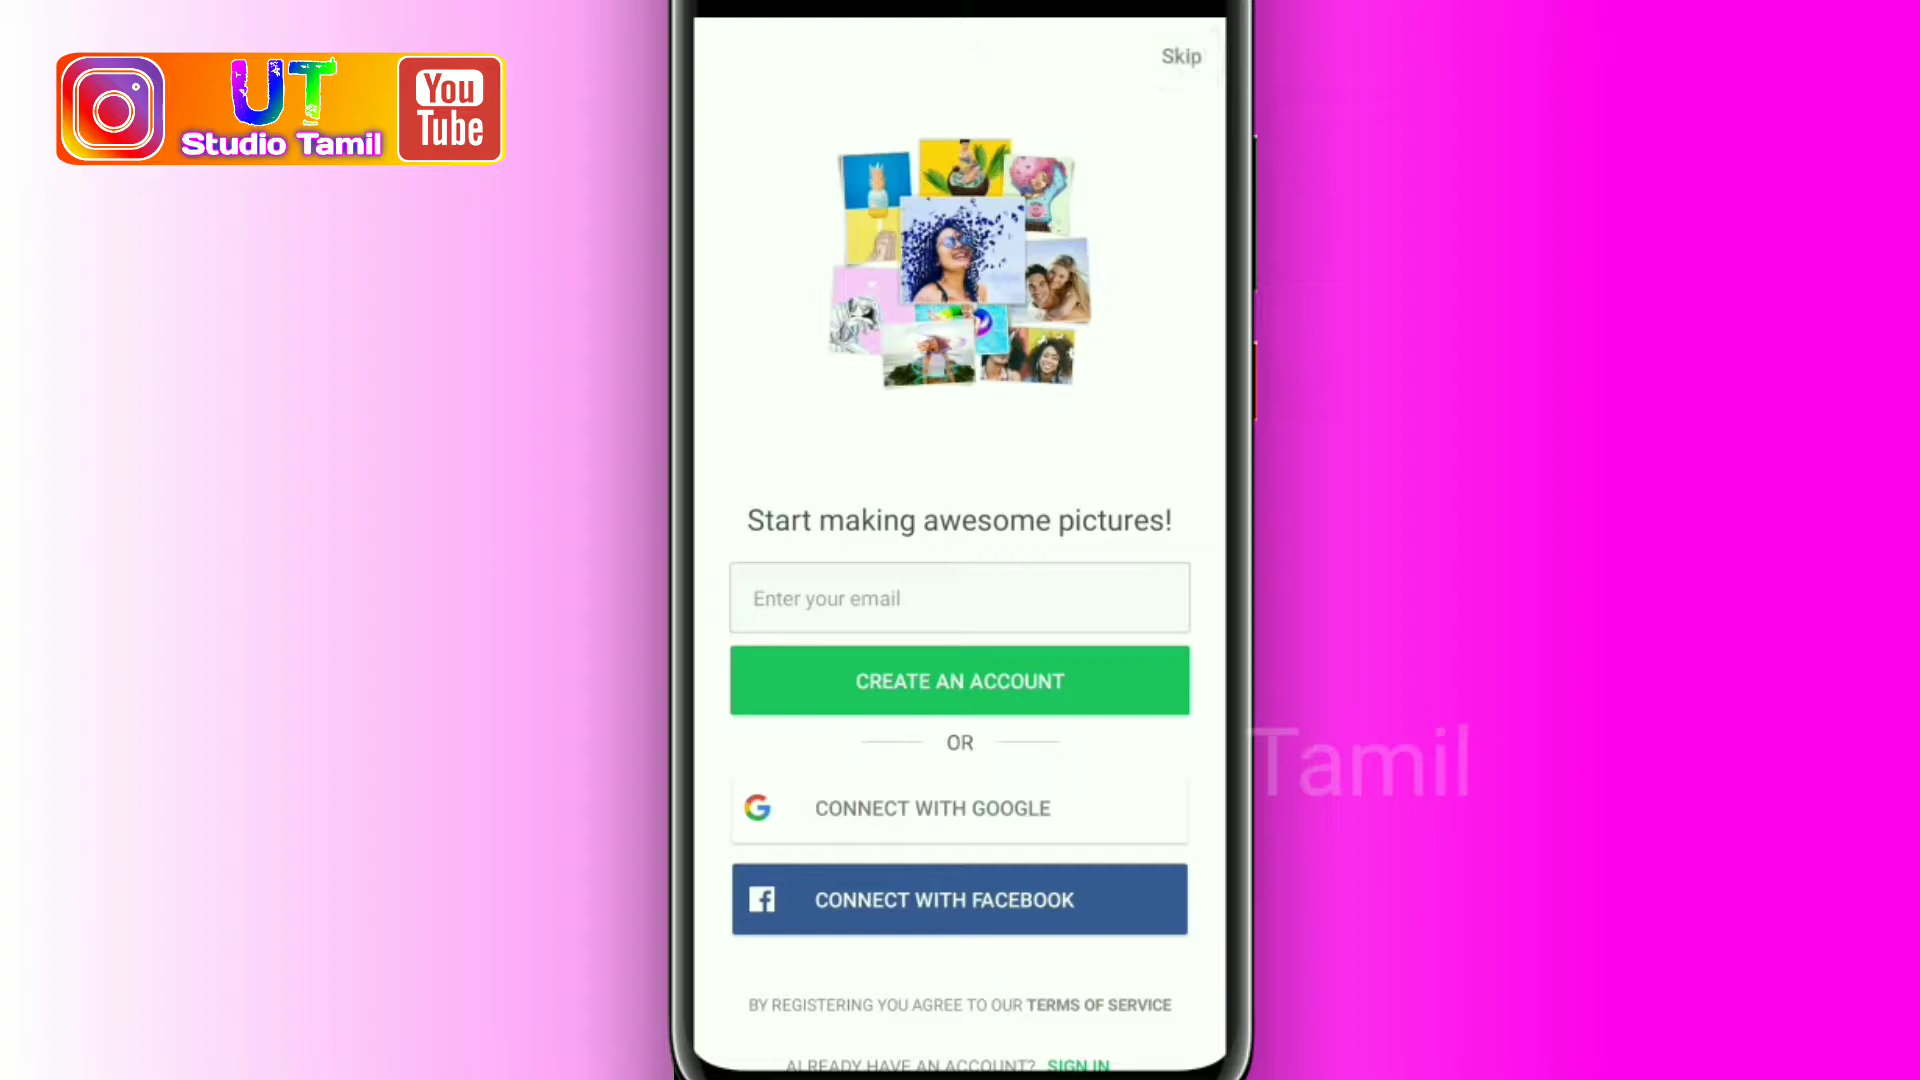 Skip
UT
Studio Tamil
You
Tube
Start making awesome pictures!
Enter your email
CREATE AN ACCOUNT
OR
Tamil
CONNECT WITH GOOGLE
CONNECT WITH FACEBOOK
BY REGISTERING YOU AGREE TO OUR TERMS OF SERVICE
ALREADY HAVE AN ACCOUNT? SIGN IN